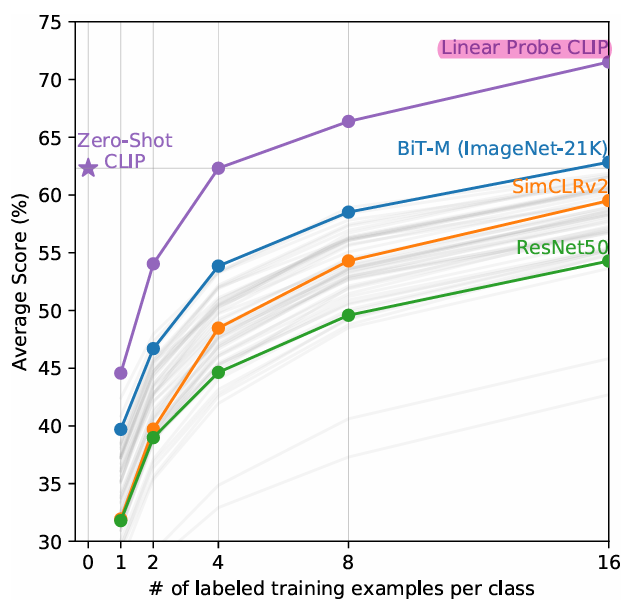 75
70
65
60
55
50
45
40
35
30
Average Score (%)
Linear Probe CLIP
Zero-Shot
CLIP
BiT-M (ImageNet-21K)
SimCLRv2
ResNet50
0 1 2 4 8 16
# of labeled training examples per class